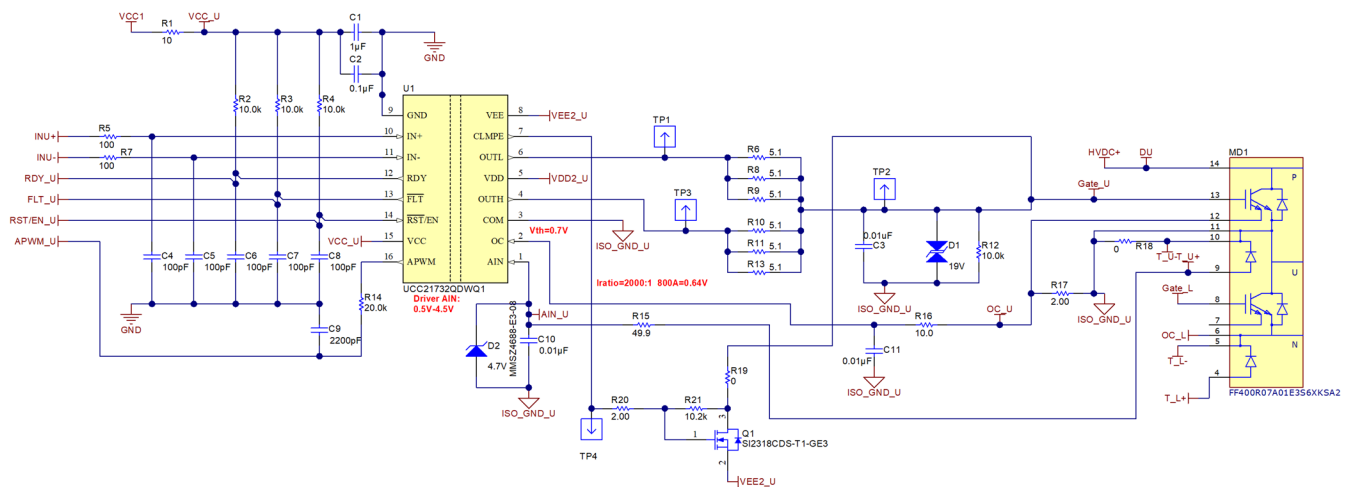 VCC1
R1
10
VCC_U
C1
1µF
C2
0.1µF
GND
R2
10.0k
R3
10.0k
R4
10.0k
INU+
R5
100
INU-
R7
100
RDY_U
FLT_U
RST/EN_U
APWM_U
VCC_U
C4
100pF
C5
100pF
C6
100pF
C7
100pF
C8
100pF
GND
C9
2200pF
R14
20.0k
U1
9 GND VEE 8
10 IN+ CLMPE 7
11 IN- OUTL 6
12 RDY VDD 5
13 FLT OUTH 4
14 RST/EN COM 3
15 VCC OC 2
16 APWM AIN 1
UCC21732QDWQ1
Driver AIN:
0.5V-4.5V
VEE2_U
VDD2_U
ISO_GND_U
Vth=0.7V
Iratio=2000:1 800A=0.64V
TP1
TP3
R6 5.1
R8 5.1
R9 5.1
R10 5.1
R11 5.1
R13 5.1
TP2
0.01uF
C3
D1
19V
R12
10.0k
ISO_GND_U
AIN_U
D2
4.7V
MMSZ4688-E3-08
C10
0.01µF
ISO_GND_U
R15
49.9
C11
0.01µF
ISO_GND_U
R16
10.0
OC_U
R17
2.00
ISO_GND_U
R18
0
R19
0
R20
2.00
R21
10.2k
TP4
Q1
SI2318CDS-T1-GE3
1
2
3
VEE2_U
HVDC+
DU
Gate_U
T_U-
T_U+
Gate_L
OC_L
T_L-
T_L+
MD1
14
13
12
11
10
9
8
7
6
5
4
P
U
N
FF400R07A01E3S6XKSA2